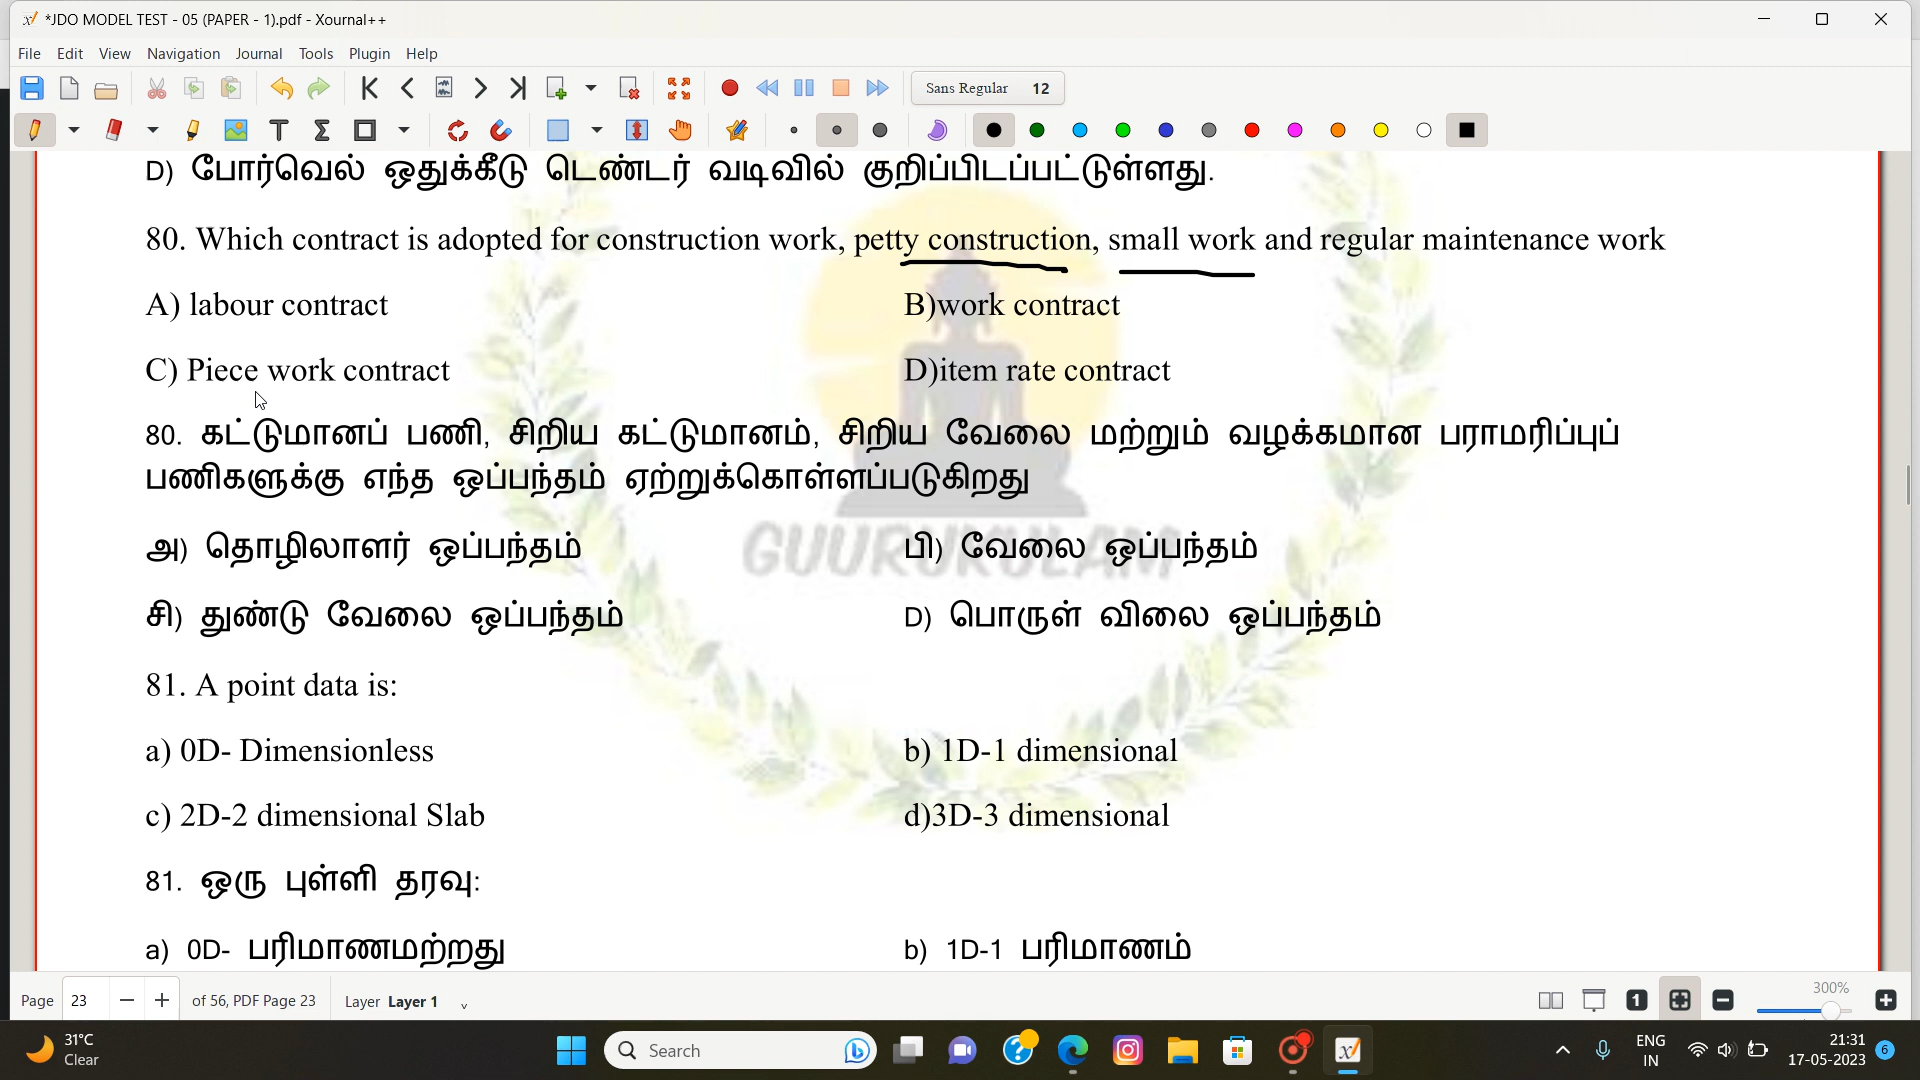 *JDO MODEL TEST - 05 (PAPER - 1).pdf - Xournal++
File Edit View Navigation Journal Tools Plugin Help
Sans Regular 12
D) போர்வெல் ஒதுக்கீடு டெண்டர் வடிவில் குறிப்பிடப்பட்டுள்ளது.
80. Which contract is adopted for construction work, petty construction, small work and regular maintenance work
A) labour contract B)work contract
C) Piece work contract D)item rate contract
80. கட்டுமானப் பணி, சிறிய கட்டுமானம், சிறிய வேலை மற்றும் வழக்கமான பராமரிப்புப்
பணிகளுக்கு எந்த ஒப்பந்தம் ஏற்றுக்கொள்ளப்படுகிறது
அ) தொழிலாளர் ஒப்பந்தம் பி) வேலை ஒப்பந்தம்
சி) துண்டு வேலை ஒப்பந்தம் D) பொருள் விலை ஒப்பந்தம்
GUURUKULAM
81. A point data is:
a) 0D- Dimensionless b) 1D-1 dimensional
c) 2D-2 dimensional Slab d)3D-3 dimensional
81. ஒரு புள்ளி தரவு:
a) 0D- பரிமாணமற்றது b) 1D-1 பரிமாணம்
Page 23 of 56, PDF Page 23 Layer Layer 1 300%
31°C
Clear
Search
ENG
IN
21:31
17-05-2023 6